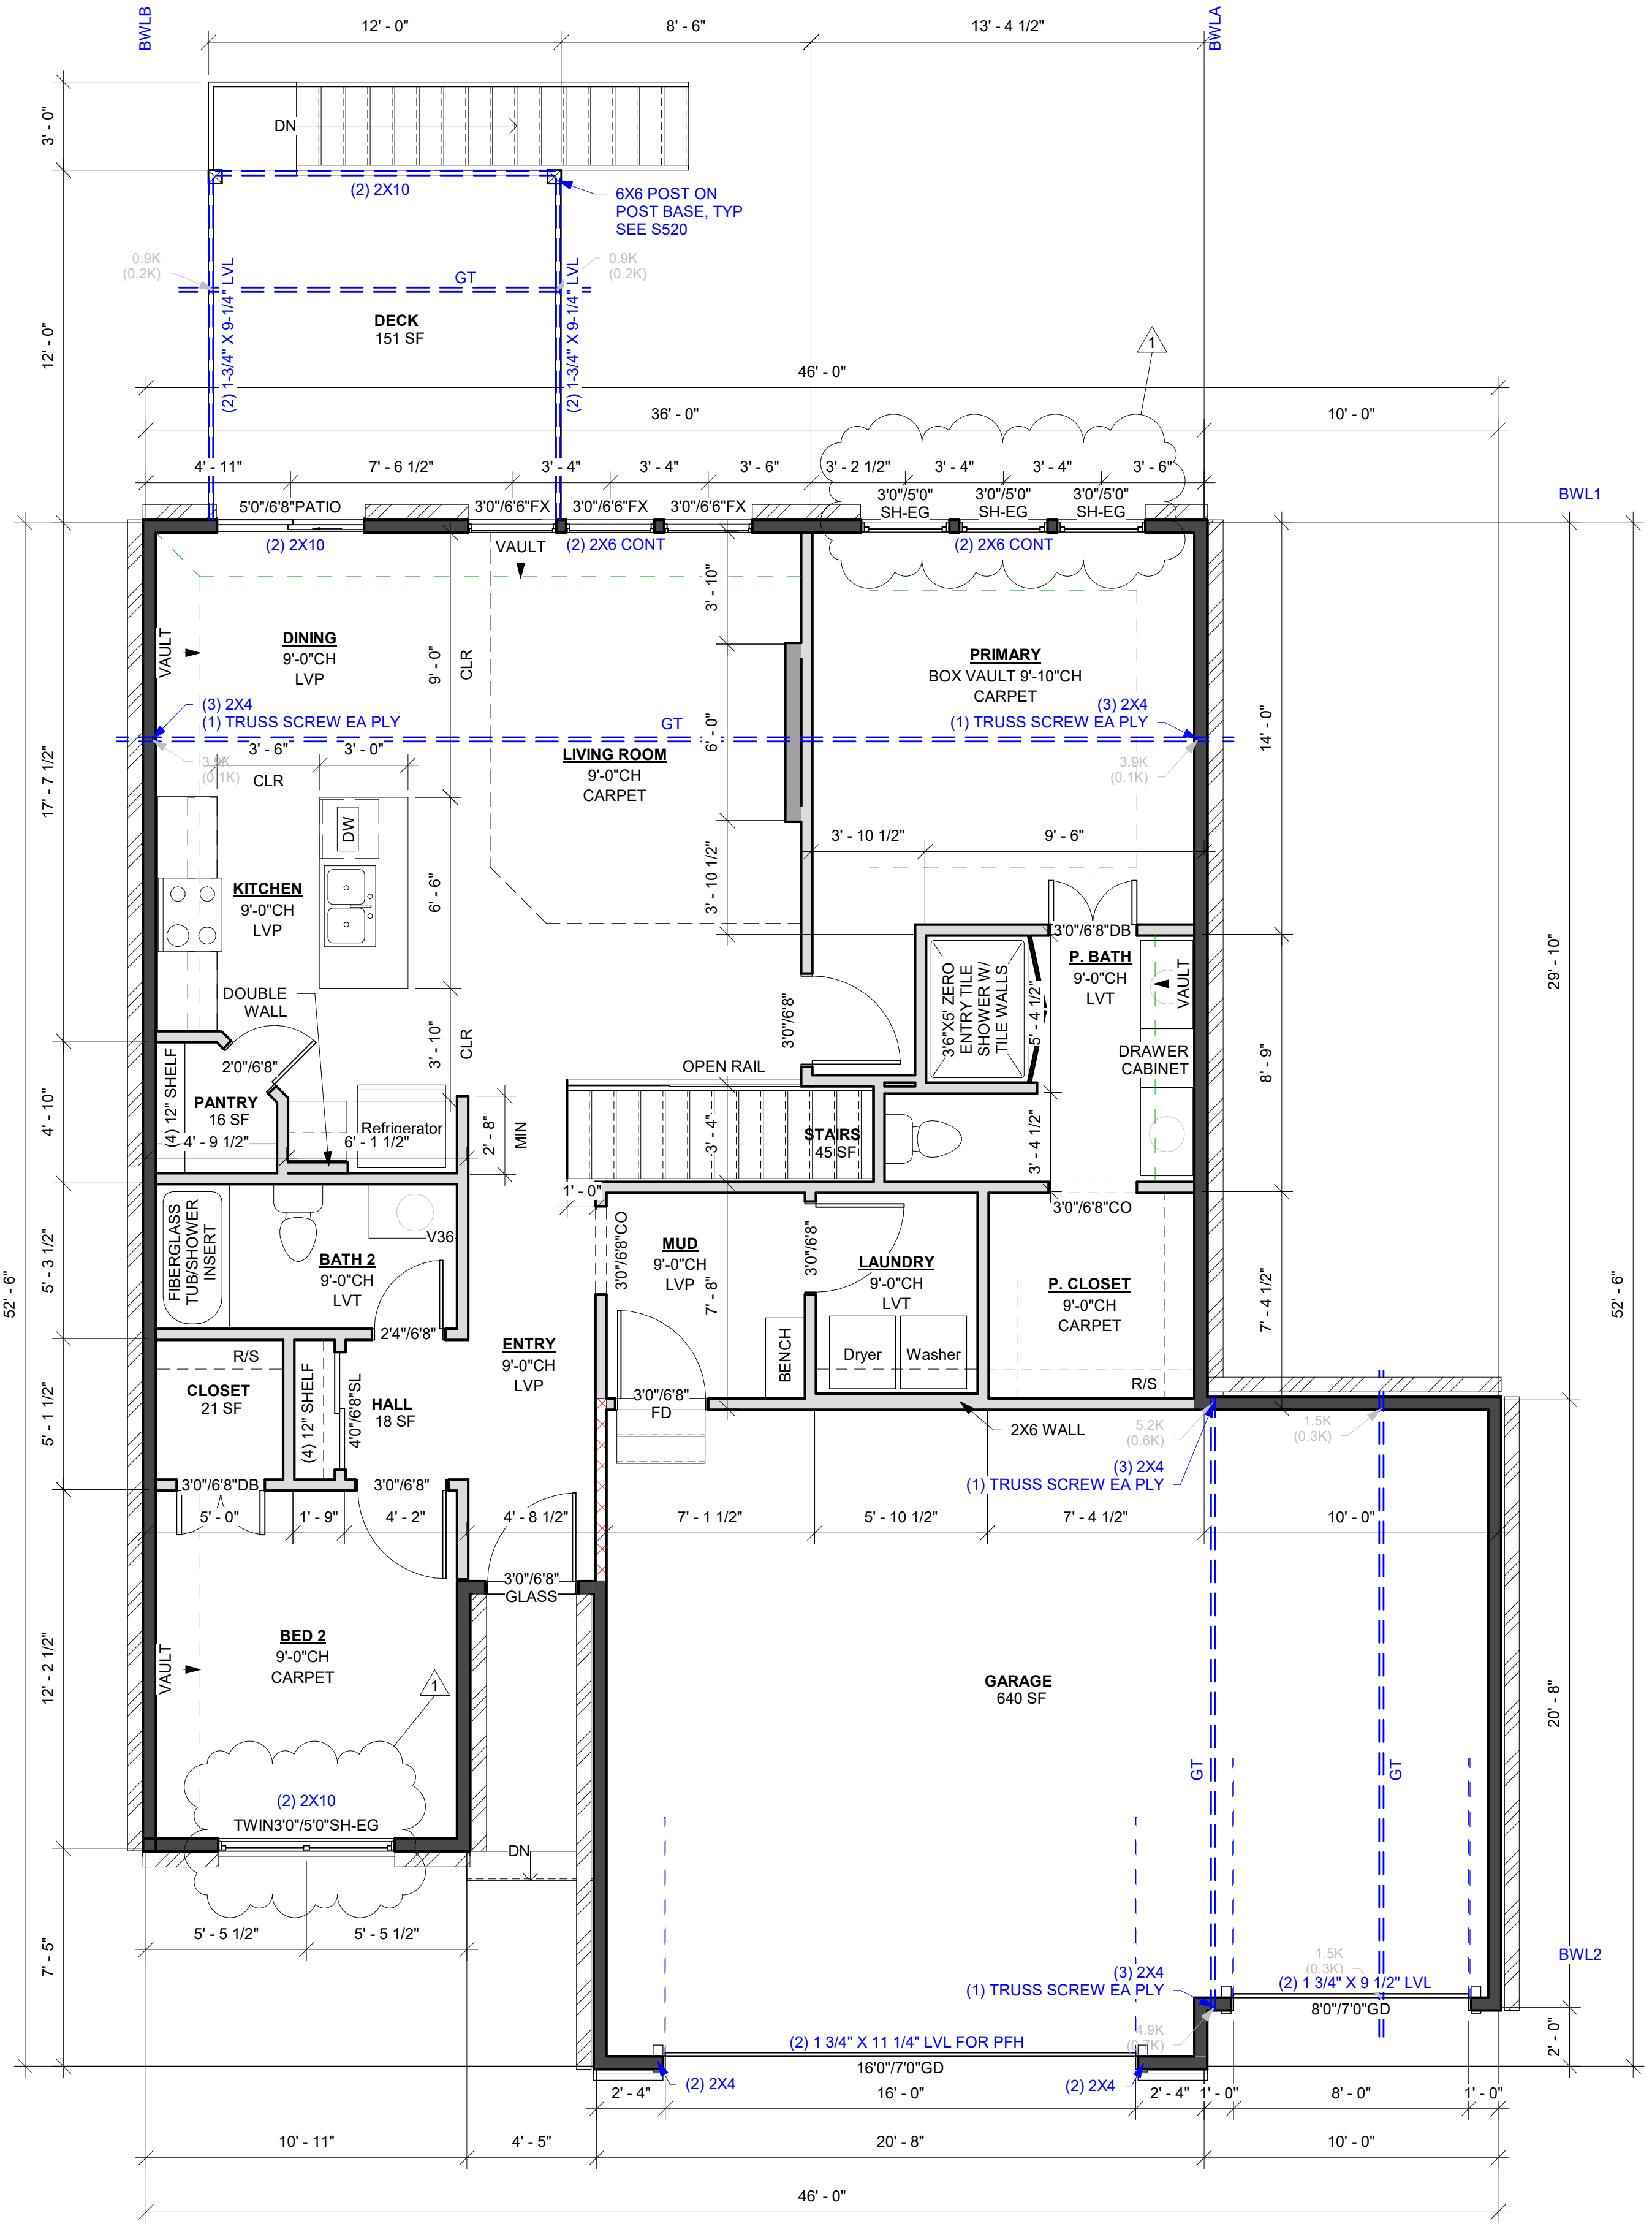 BWLB
12' - 0"
8' - 6"
13' - 4 1/2"
BWLA
3' - 0"
DN
(2) 2X10
6X6 POST ON
POST BASE, TYP
SEE S520
0.9K
(0.2K)
0.9K
(0.2K)
GT
(2) 1-3/4" X 9-1/4" LVL
(2) 1-3/4" X 9-1/4" LVL
DECK
151 SF
12' - 0"
1
46' - 0"
36' - 0"
10' - 0"
4' - 11"
7' - 6 1/2"
3' - 4"
3' - 4"
3' - 6"
3' - 2 1/2"
3' - 4"
3' - 4"
3' - 6"
5'0"/6'8"PATIO
3'0"/6'6"FX
3'0"/6'6"FX
3'0"/6'6"FX
3'0"/5'0"
SH-EG
3'0"/5'0"
SH-EG
3'0"/5'0"
SH-EG
BWL1
(2) 2X10
VAULT
(2) 2X6 CONT
(2) 2X6 CONT
VAULT
DINING
9'-0"CH
LVP
9' - 0"
CLR
3' - 10"
PRIMARY
BOX VAULT 9'-10"CH
CARPET
(3) 2X4
(1) TRUSS SCREW EA PLY
GT
(3) 2X4
(1) TRUSS SCREW EA PLY
3.9K
(0.1K)
3.9K
(0.1K)
3' - 6"
CLR
3' - 0"
LIVING ROOM
9'-0"CH
CARPET
6' - 0"
14' - 0"
17' - 7 1/2"
DW
3' - 10 1/2"
9' - 6"
KITCHEN
9'-0"CH
LVP
6' - 6"
3' - 10 1/2"
3'0"/6'8"DB
P. BATH
9'-0"CH
LVT
VAULT
29' - 10"
DOUBLE
WALL
3'6"X5' ZERO
ENTRY TILE
SHOWER W/
TILE WALLS
5' - 4 1/2"
3'0"/6'8"
3' - 10"
CLR
DRAWER
CABINET
8' - 9"
2'0"/6'8"
OPEN RAIL
(4) 12" SHELF
PANTRY
16 SF
4' - 9 1/2"
Refrigerator
6' - 1 1/2"
2' - 8"
MIN
4' - 10"
3' - 4"
STAIRS
45 SF
3' - 4 1/2"
1' - 0"
3'0"/6'8"CO
FIBERGLASS
TUB/SHOWER
INSERT
V36
BATH 2
9'-0"CH
LVT
5' - 3 1/2"
3'0"/6'8"CO
MUD
9'-0"CH
LVP
7' - 8"
3'0"/6'8"
LAUNDRY
9'-0"CH
LVT
P. CLOSET
9'-0"CH
CARPET
7' - 4 1/2"
52' - 6"
52' - 6"
2'4"/6'8"
ENTRY
9'-0"CH
LVP
BENCH
Dryer
Washer
R/S
R/S
CLOSET
21 SF
(4) 12" SHELF
4'0"/6'8"SL
HALL
18 SF
5' - 1 1/2"
3'0"/6'8"
FD
2X6 WALL
5.2K
(0.6K)
1.5K
(0.3K)
(3) 2X4
(1) TRUSS SCREW EA PLY
3'0"/6'8"DB
3'0"/6'8"
5' - 0"
1' - 9"
4' - 2"
4' - 8 1/2"
7' - 1 1/2"
5' - 10 1/2"
7' - 4 1/2"
10' - 0"
3'0"/6'8"
GLASS
BED 2
9'-0"CH
CARPET
VAULT
12' - 2 1/2"
1
GARAGE
640 SF
20' - 8"
GT
GT
(2) 2X10
TWIN3'0"/5'0"SH-EG
DN
5' - 5 1/2"
5' - 5 1/2"
7' - 5"
1.5K
(0.3K)
BWL2
(3) 2X4
(1) TRUSS SCREW EA PLY
(2) 1 3/4" X 9 1/2" LVL
8'0"/7'0"GD
4.9K
(0.7K)
(2) 1 3/4" X 11 1/4" LVL FOR PFH
16'0"/7'0"GD
2' - 0"
(2) 2X4
(2) 2X4
2' - 4"
16' - 0"
2' - 4"
1' - 0"
8' - 0"
1' - 0"
10' - 11"
4' - 5"
20' - 8"
10' - 0"
46' - 0"